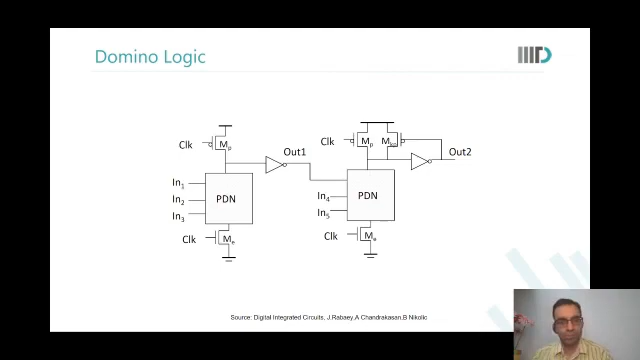 Domino Logic
Clk
Mp
Out1
In1
In2
In3
PDN
Clk
Me
Clk
Mp
Mkp
Out2
In4
In5
PDN
Clk
Me
Source: Digital Integrated Circuits, J.Rabaey,A Chandrakasan,B Nikolic